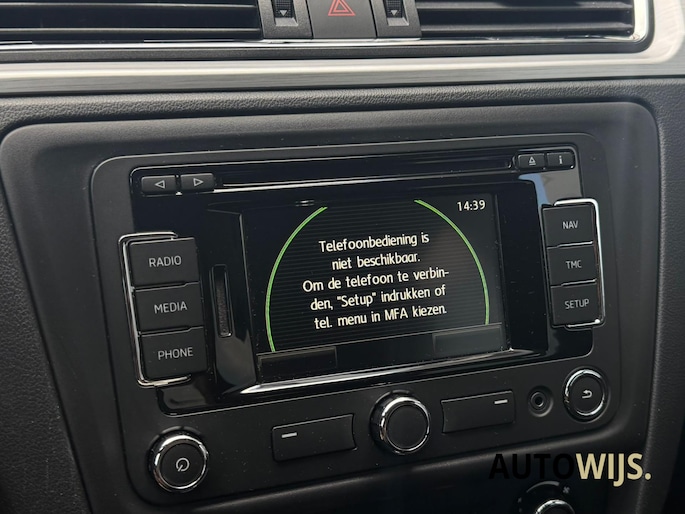 14:39
Telefoonbediening is
niet beschikbaar.
Om de telefoon te verbin-
den, "Setup" indrukken of
tel. menu in MFA kiezen.
RADIO
MEDIA
PHONE
NAV
TMC
SETUP
i
AUTOWIJS.